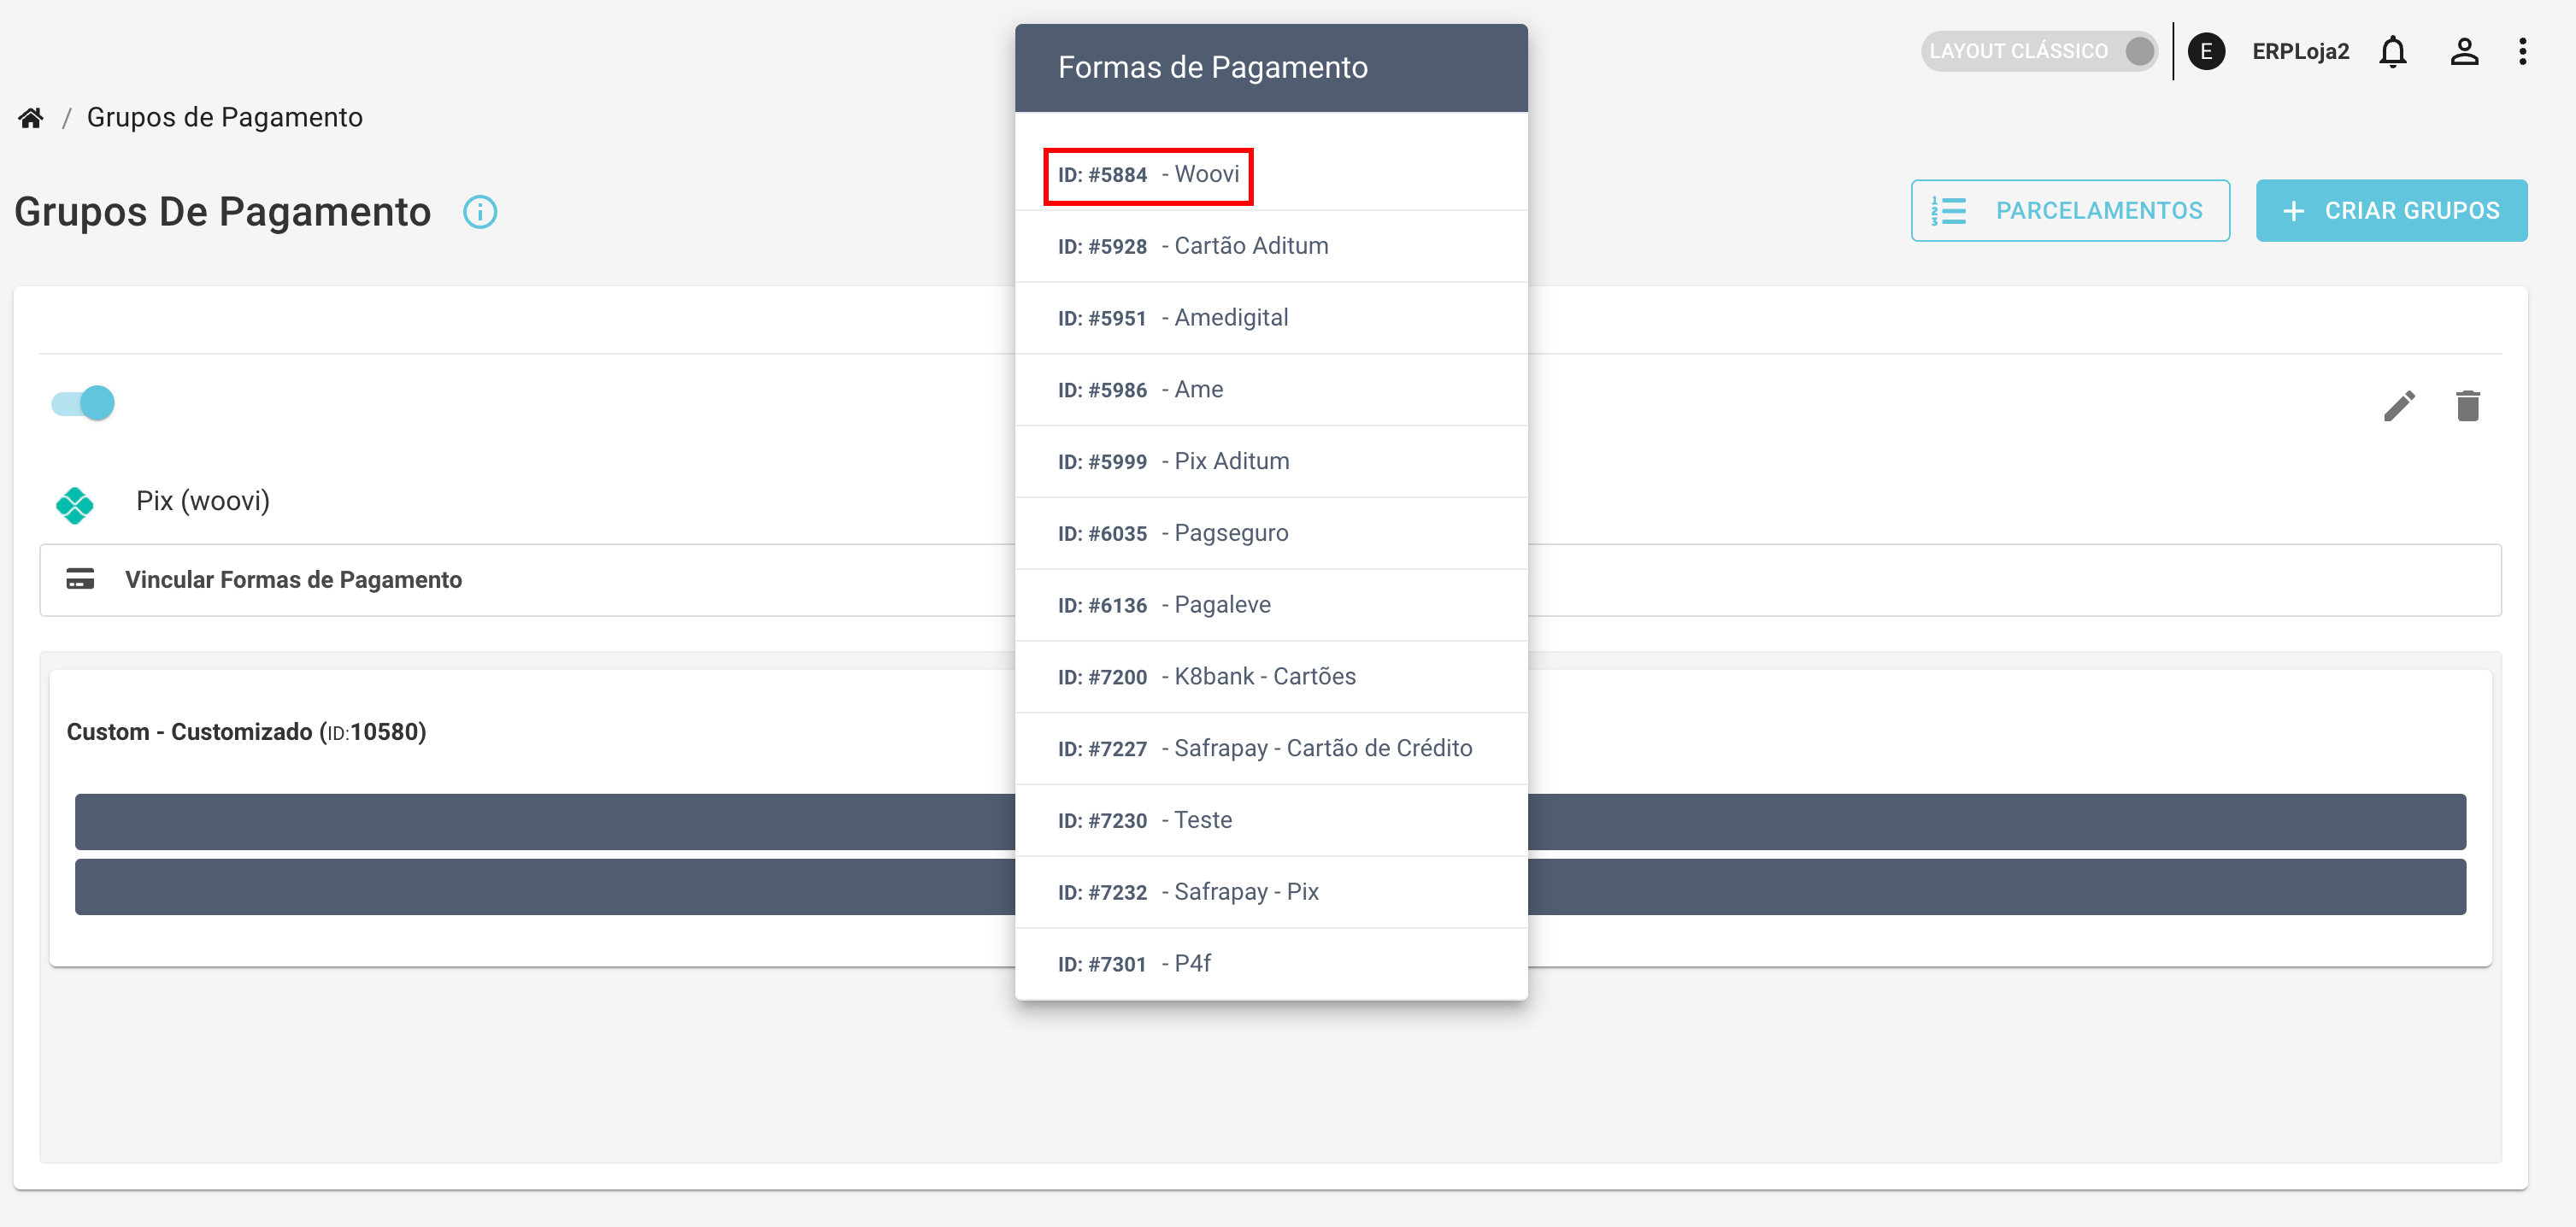 LAYOUT CLÁSSICO
E
ERPLoja2
/ Grupos de Pagamento
Grupos De Pagamento
PARCELAMENTOS
+ CRIAR GRUPOS
Pix (woovi)
Vincular Formas de Pagamento
Custom - Customizado (ID:10580)
Formas de Pagamento
ID: #5884 - Woovi
ID: #5928 - Cartão Aditum
ID: #5951 - Amedigital
ID: #5986 - Ame
ID: #5999 - Pix Aditum
ID: #6035 - Pagseguro
ID: #6136 - Pagaleve
ID: #7200 - K8bank - Cartões
ID: #7227 - Safrapay - Cartão de Crédito
ID: #7230 - Teste
ID: #7232 - Safrapay - Pix
ID: #7301 - P4f